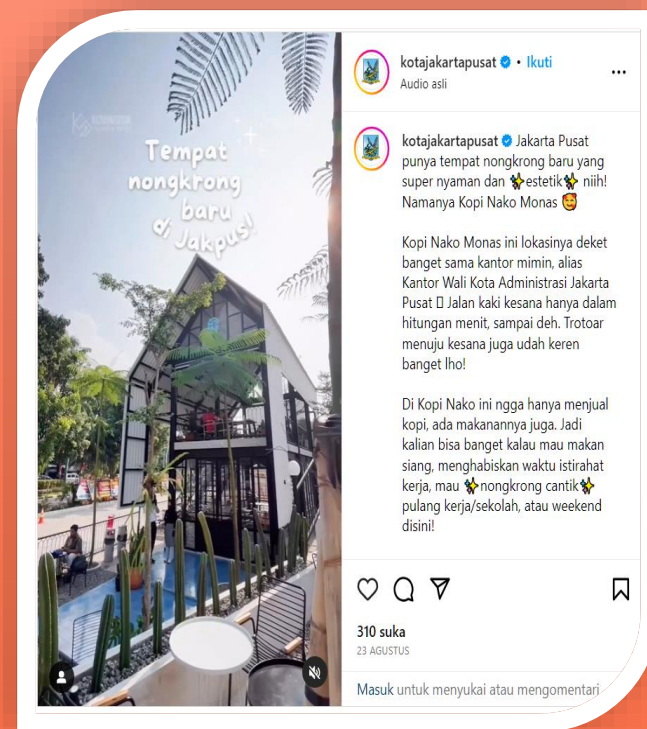 Tempat
nongkrong
baru
di Jakpus!
kotajakartapusat • Ikuti
Audio asli
kotajakartapusat Jakarta Pusat
punya tempat nongkrong baru yang
super nyaman dan ✨estetik✨ niih!
Namanya Kopi Nako Monas 🥰
Kopi Nako Monas ini lokasinya deket
banget sama kantor mimin, alias
Kantor Wali Kota Administrasi Jakarta
Pusat ▯ Jalan kaki kesana hanya dalam
hitungan menit, sampai deh. Trotoar
menuju kesana juga udah keren
banget lho!
Di Kopi Nako ini ngga hanya menjual
kopi, ada makanannya juga. Jadi
kalian bisa banget kalau mau makan
siang, menghabiskan waktu istirahat
kerja, mau ✨nongkrong cantik✨
pulang kerja/sekolah, atau weekend
disini!
310 suka
23 AGUSTUS
Masuk untuk menyukai atau mengomentari